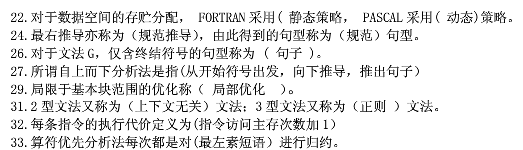 22.对于数据空间的存贮分配， FORTRAN 采用( 静态策略， PASCAL 采用( 动态)策略。
24.最右推导亦称为（规范推导），由此得到的句型称为（规范）句型。
26.对于文法G，仅含终结符号的句型称为 ( 句子 )。
27.所谓自上而下分析法是指(从开始符号出发，向下推导，推出句子）
29.局限于基本块范围的优化称（ 局部优化 ）。
31.2 型文法又称为（上下文无关）文法；3 型文法又称为（正则 ）文法。
32.每条指令的执行代价定义为(指令访问主存次数加1）
33.算符优先分析法每次都是对(最左素短语）进行归约。